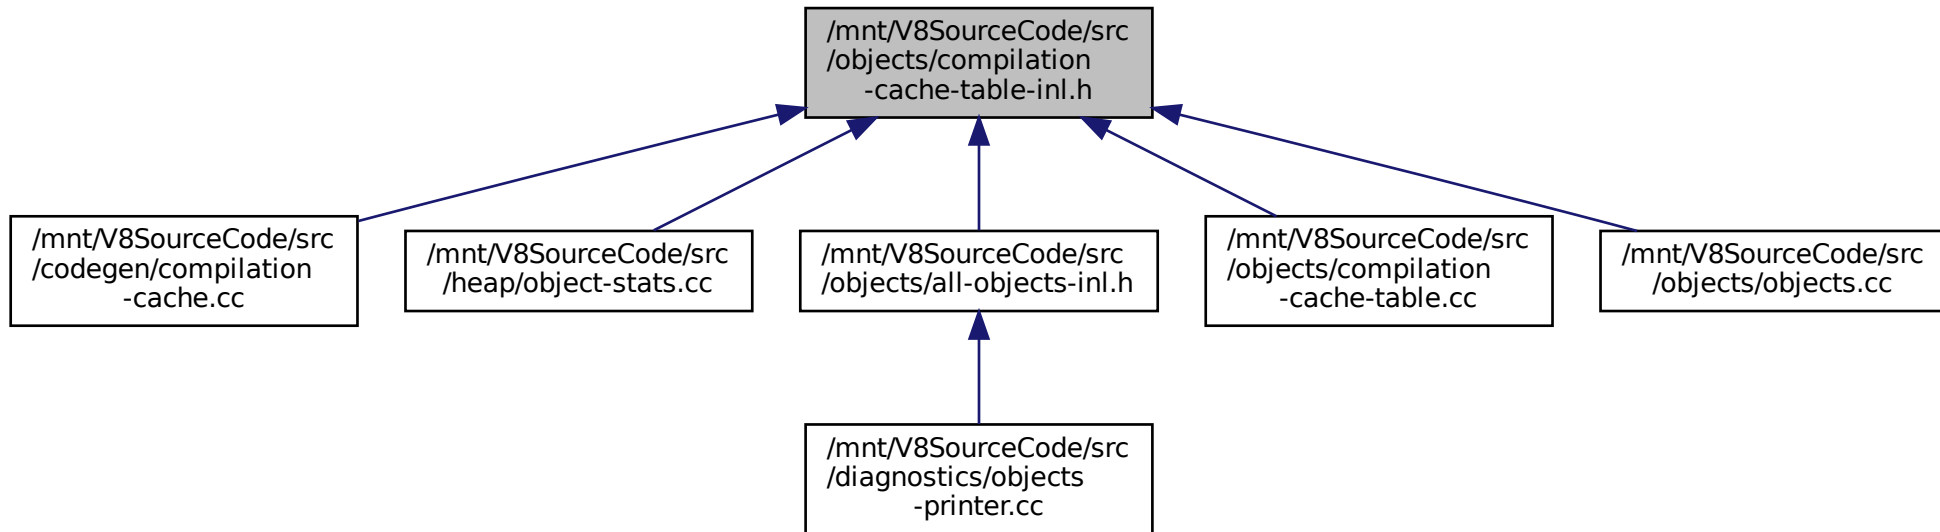 /mnt/V8SourceCode/src
/objects/compilation
-cache-table-inl.h
/mnt/V8SourceCode/src
/codegen/compilation
-cache.cc
/mnt/V8SourceCode/src
/heap/object-stats.cc
/mnt/V8SourceCode/src
/objects/all-objects-inl.h
/mnt/V8SourceCode/src
/objects/compilation
-cache-table.cc
/mnt/V8SourceCode/src
/objects/objects.cc
/mnt/V8SourceCode/src
/diagnostics/objects
-printer.cc